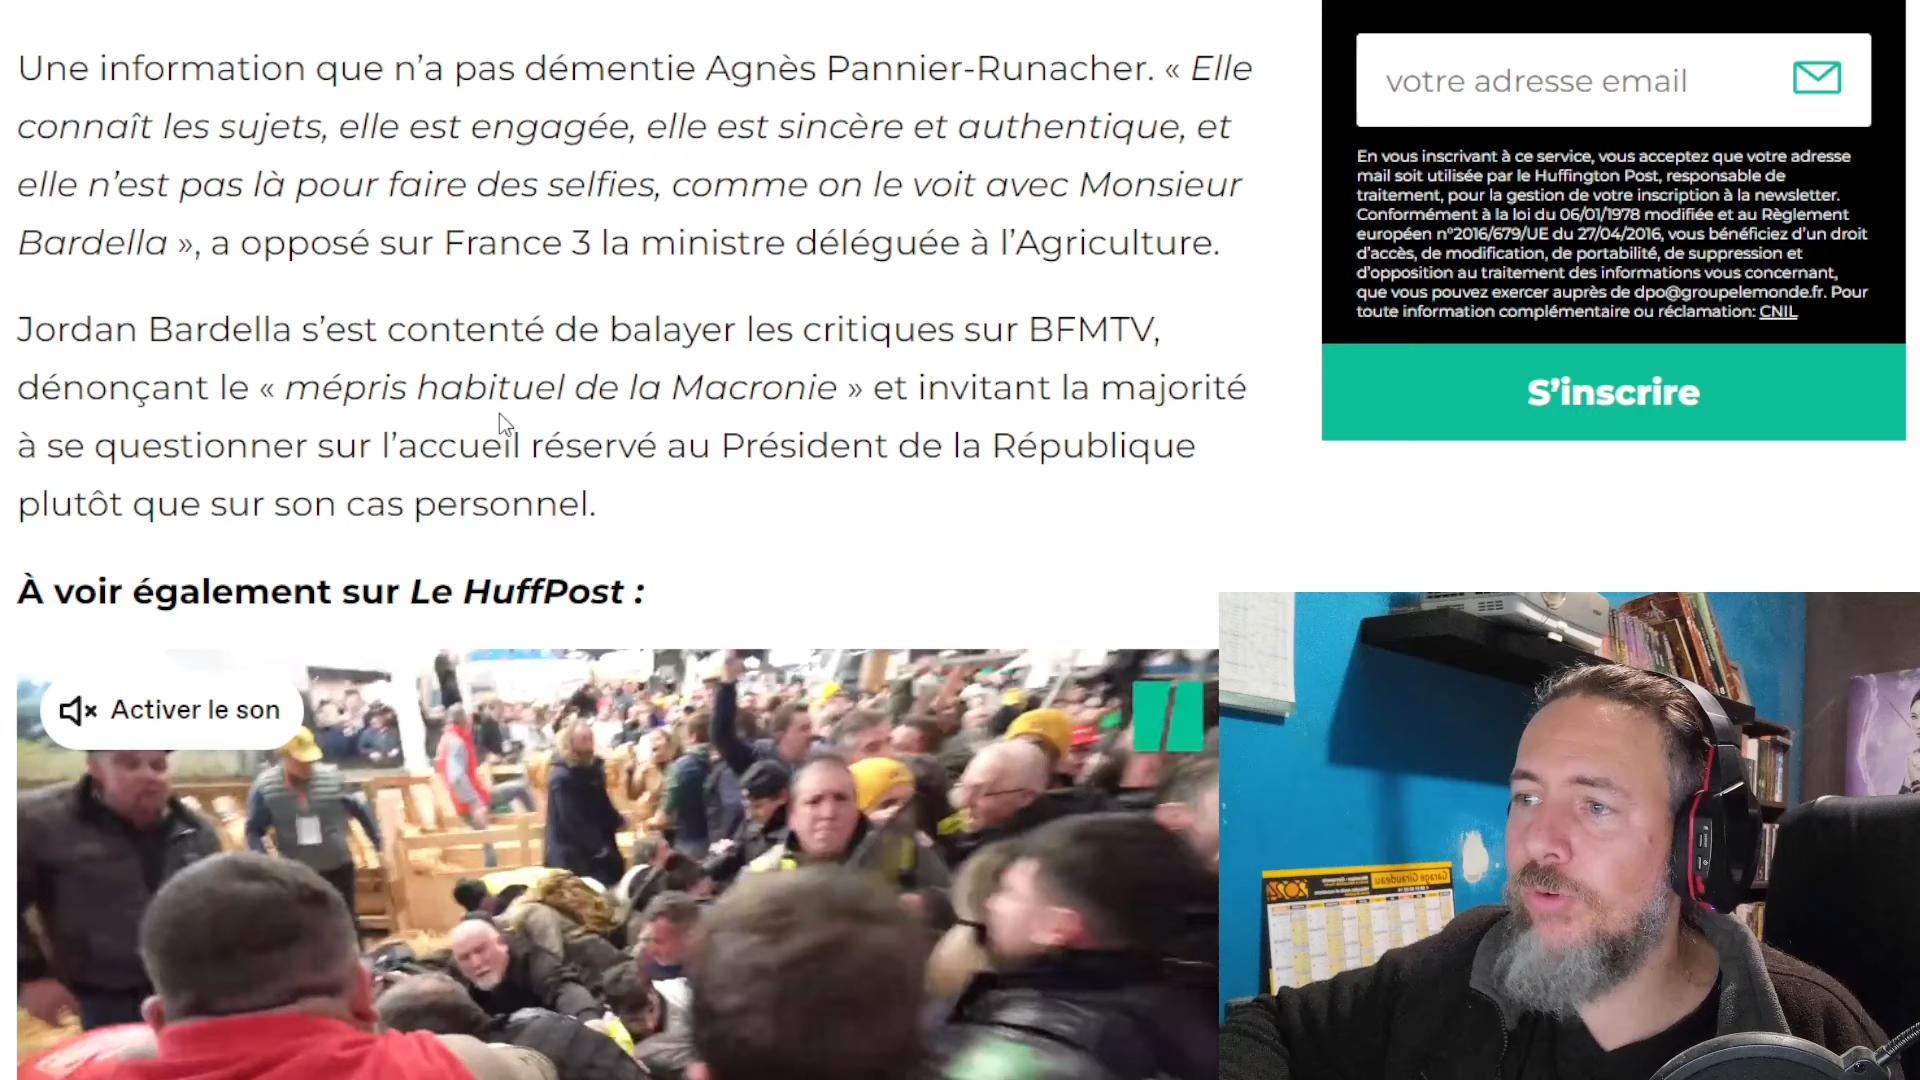 Une information que n’a pas démentie Agnès Pannier-Runacher. « Elle
connaît les sujets, elle est engagée, elle est sincère et authentique, et
elle n’est pas là pour faire des selfies, comme on le voit avec Monsieur
Bardella », a opposé sur France 3 la ministre déléguée à l’Agriculture.
Jordan Bardella s’est contenté de balayer les critiques sur BFMTV,
dénonçant le « mépris habituel de la Macronie » et invitant la majorité
à se questionner sur l’accueil réservé au Président de la République
plutôt que sur son cas personnel.
À voir également sur Le HuffPost :
Activer le son
votre adresse email
En vous inscrivant à ce service, vous acceptez que votre adresse
mail soit utilisée par le Huffington Post, responsable de
traitement, pour la gestion de votre inscription à la newsletter.
Conformément à la loi du 06/01/1978 modifiée et au Règlement
européen n°2016/679/UE du 27/04/2016, vous bénéficiez d’un droit
d’accès, de modification, de portabilité, de suppression et
d’opposition au traitement des informations vous concernant,
que vous pouvez exercer auprès de dpo@groupelemonde.fr. Pour
toute information complémentaire ou réclamation: CNIL
S’inscrire
Garage Giraudeau